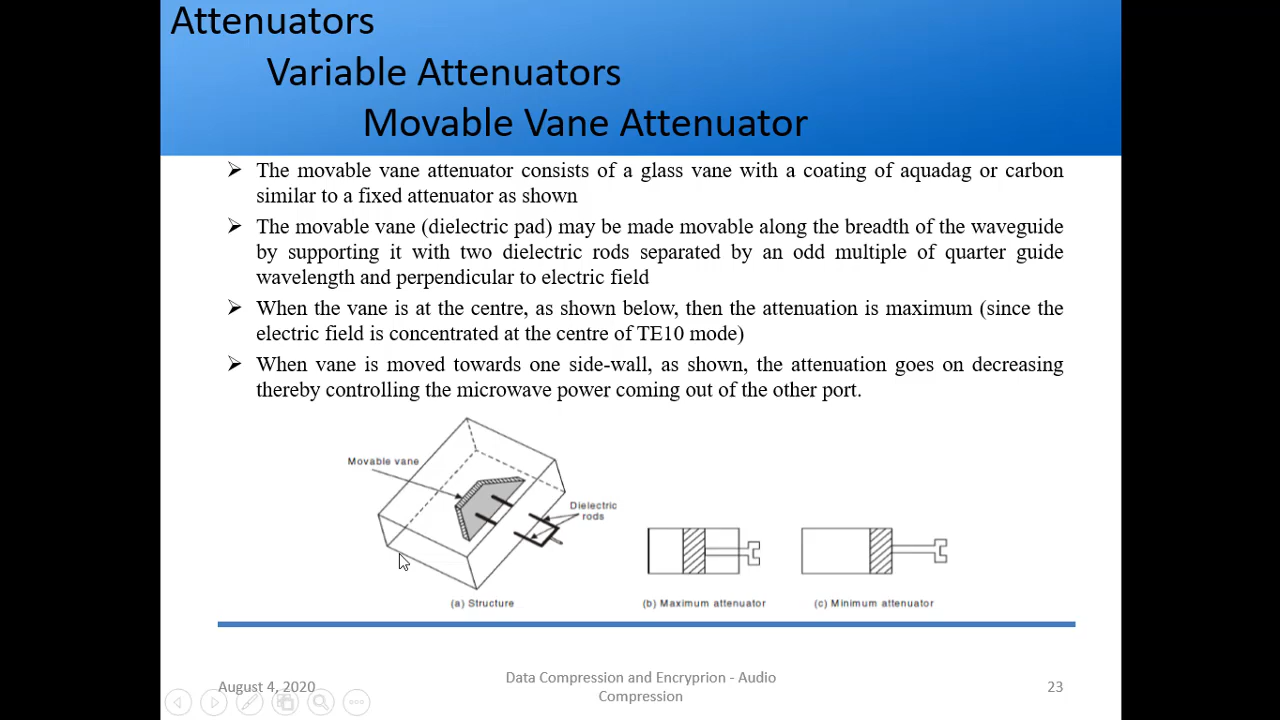 Attenuators
Variable Attenuators
Movable Vane Attenuator
The movable vane attenuator consists of a glass vane with a coating of aquadag or carbon
similar to a fixed attenuator as shown
The movable vane (dielectric pad) may be made movable along the breadth of the waveguide
by supporting it with two dielectric rods separated by an odd multiple of quarter guide
wavelength and perpendicular to electric field
When the vane is at the centre, as shown below, then the attenuation is maximum (since the
electric field is concentrated at the centre of TE10 mode)
When vane is moved towards one side-wall, as shown, the attenuation goes on decreasing
thereby controlling the microwave power coming out of the other port.
Movable vane
Dielectric
rods
(a) Structure
(b) Maximum attenuator
(c) Minimum attenuator
August 4, 2020
Data Compression and Encryprion - Audio
Compression
23